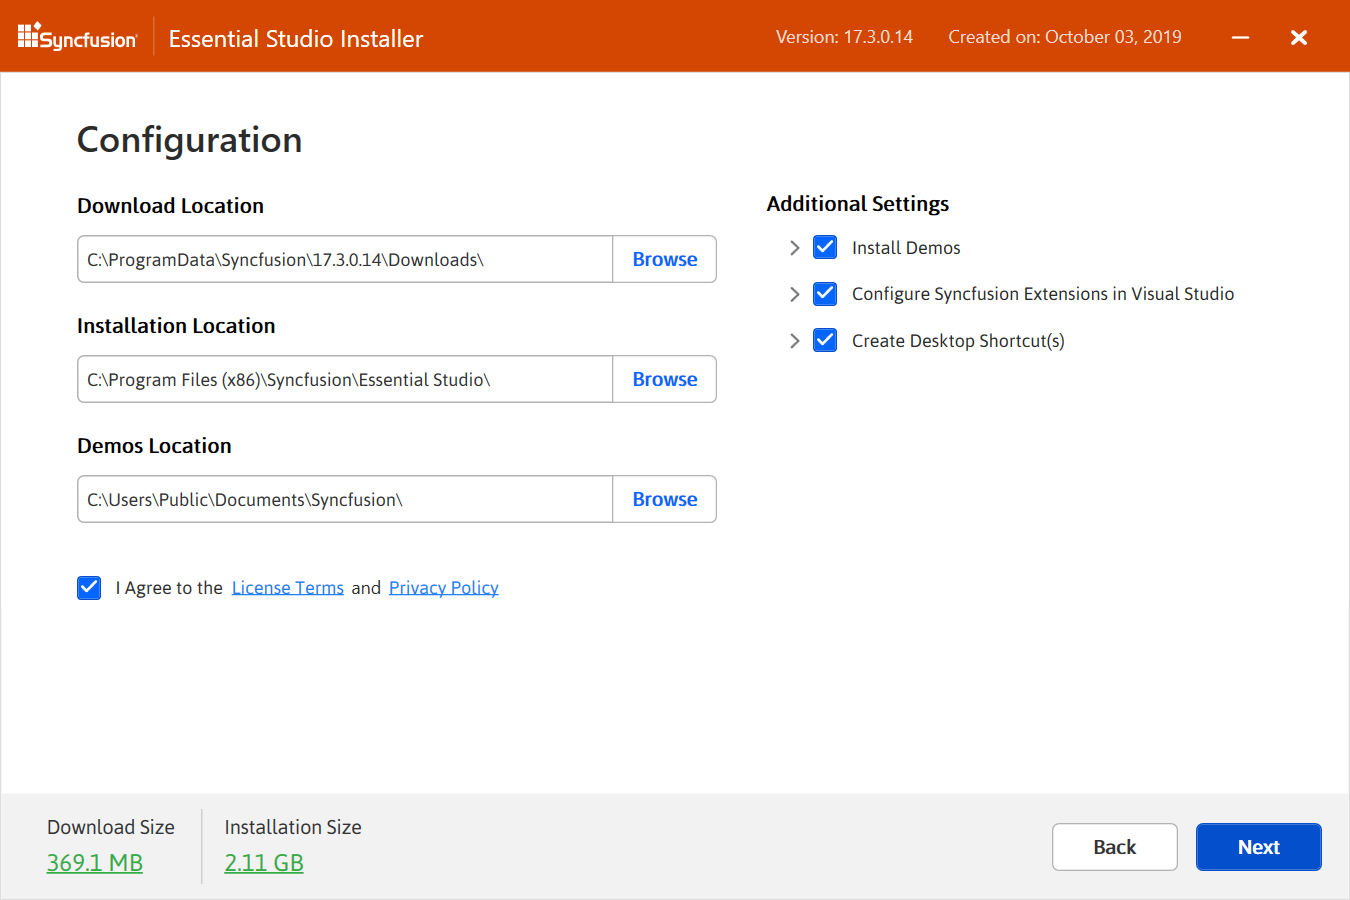 Syncfusion
Essential Studio Installer
Version: 17.3.0.14
Created on: October 03, 2019
Configuration
Download Location
C:\ProgramData\Syncfusion\17.3.0.14\Downloads\
Browse
Installation Location
C:\Program Files (x86)\Syncfusion\Essential Studio\
Browse
Demos Location
C:\Users\Public\Documents\Syncfusion\
Browse
I Agree to the License Terms and Privacy Policy
Additional Settings
Install Demos
Configure Syncfusion Extensions in Visual Studio
Create Desktop Shortcut(s)
Download Size
369.1 MB
Installation Size
2.11 GB
Back
Next